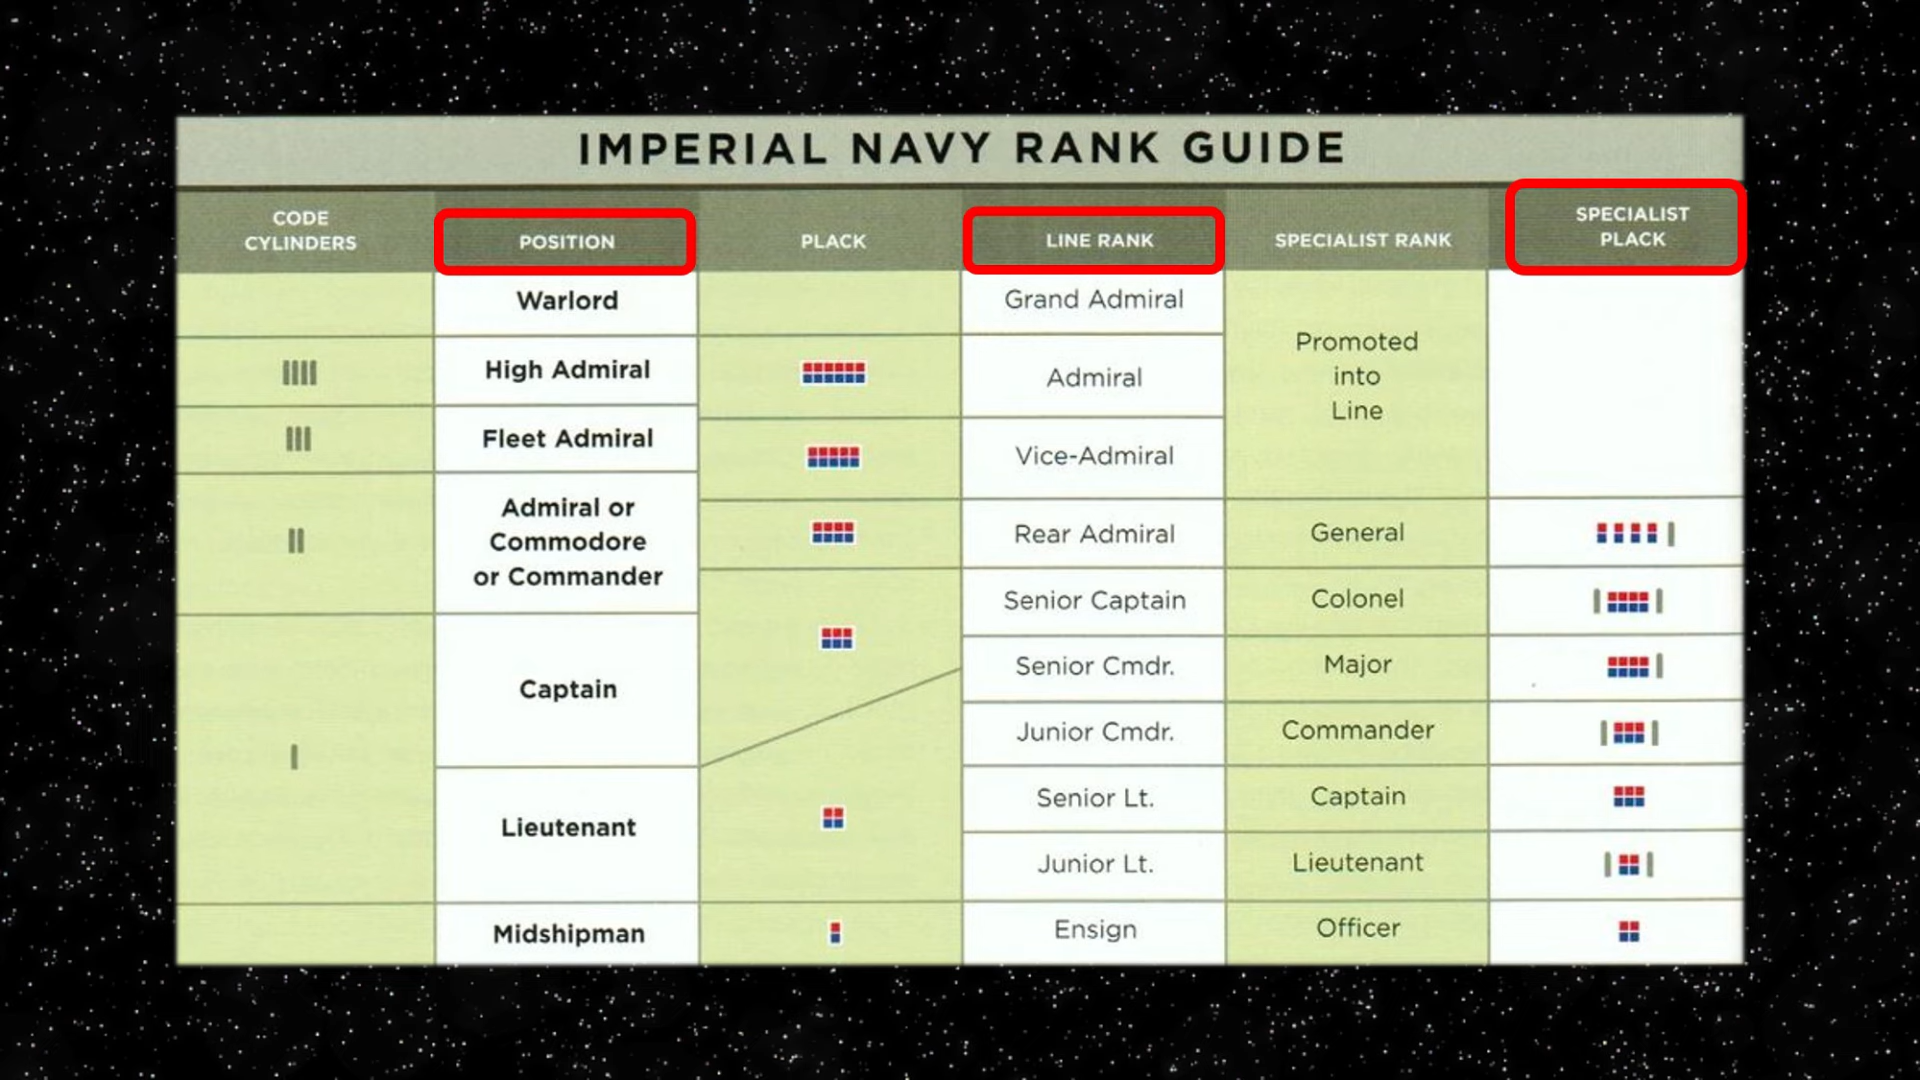 IMPERIAL NAVY RANK GUIDE
CODE
CYLINDERS
POSITION
PLACK
LINE RANK
SPECIALIST RANK
SPECIALIST
PLACK
Warlord
Grand Admiral
Promoted
into
Line
High Admiral
Admiral
Fleet Admiral
Vice-Admiral
Admiral or
Commodore
or Commander
Rear Admiral
General
Senior Captain
Colonel
Captain
Senior Cmdr.
Major
Junior Cmdr.
Commander
Lieutenant
Senior Lt.
Captain
Junior Lt.
Lieutenant
Midshipman
Ensign
Officer